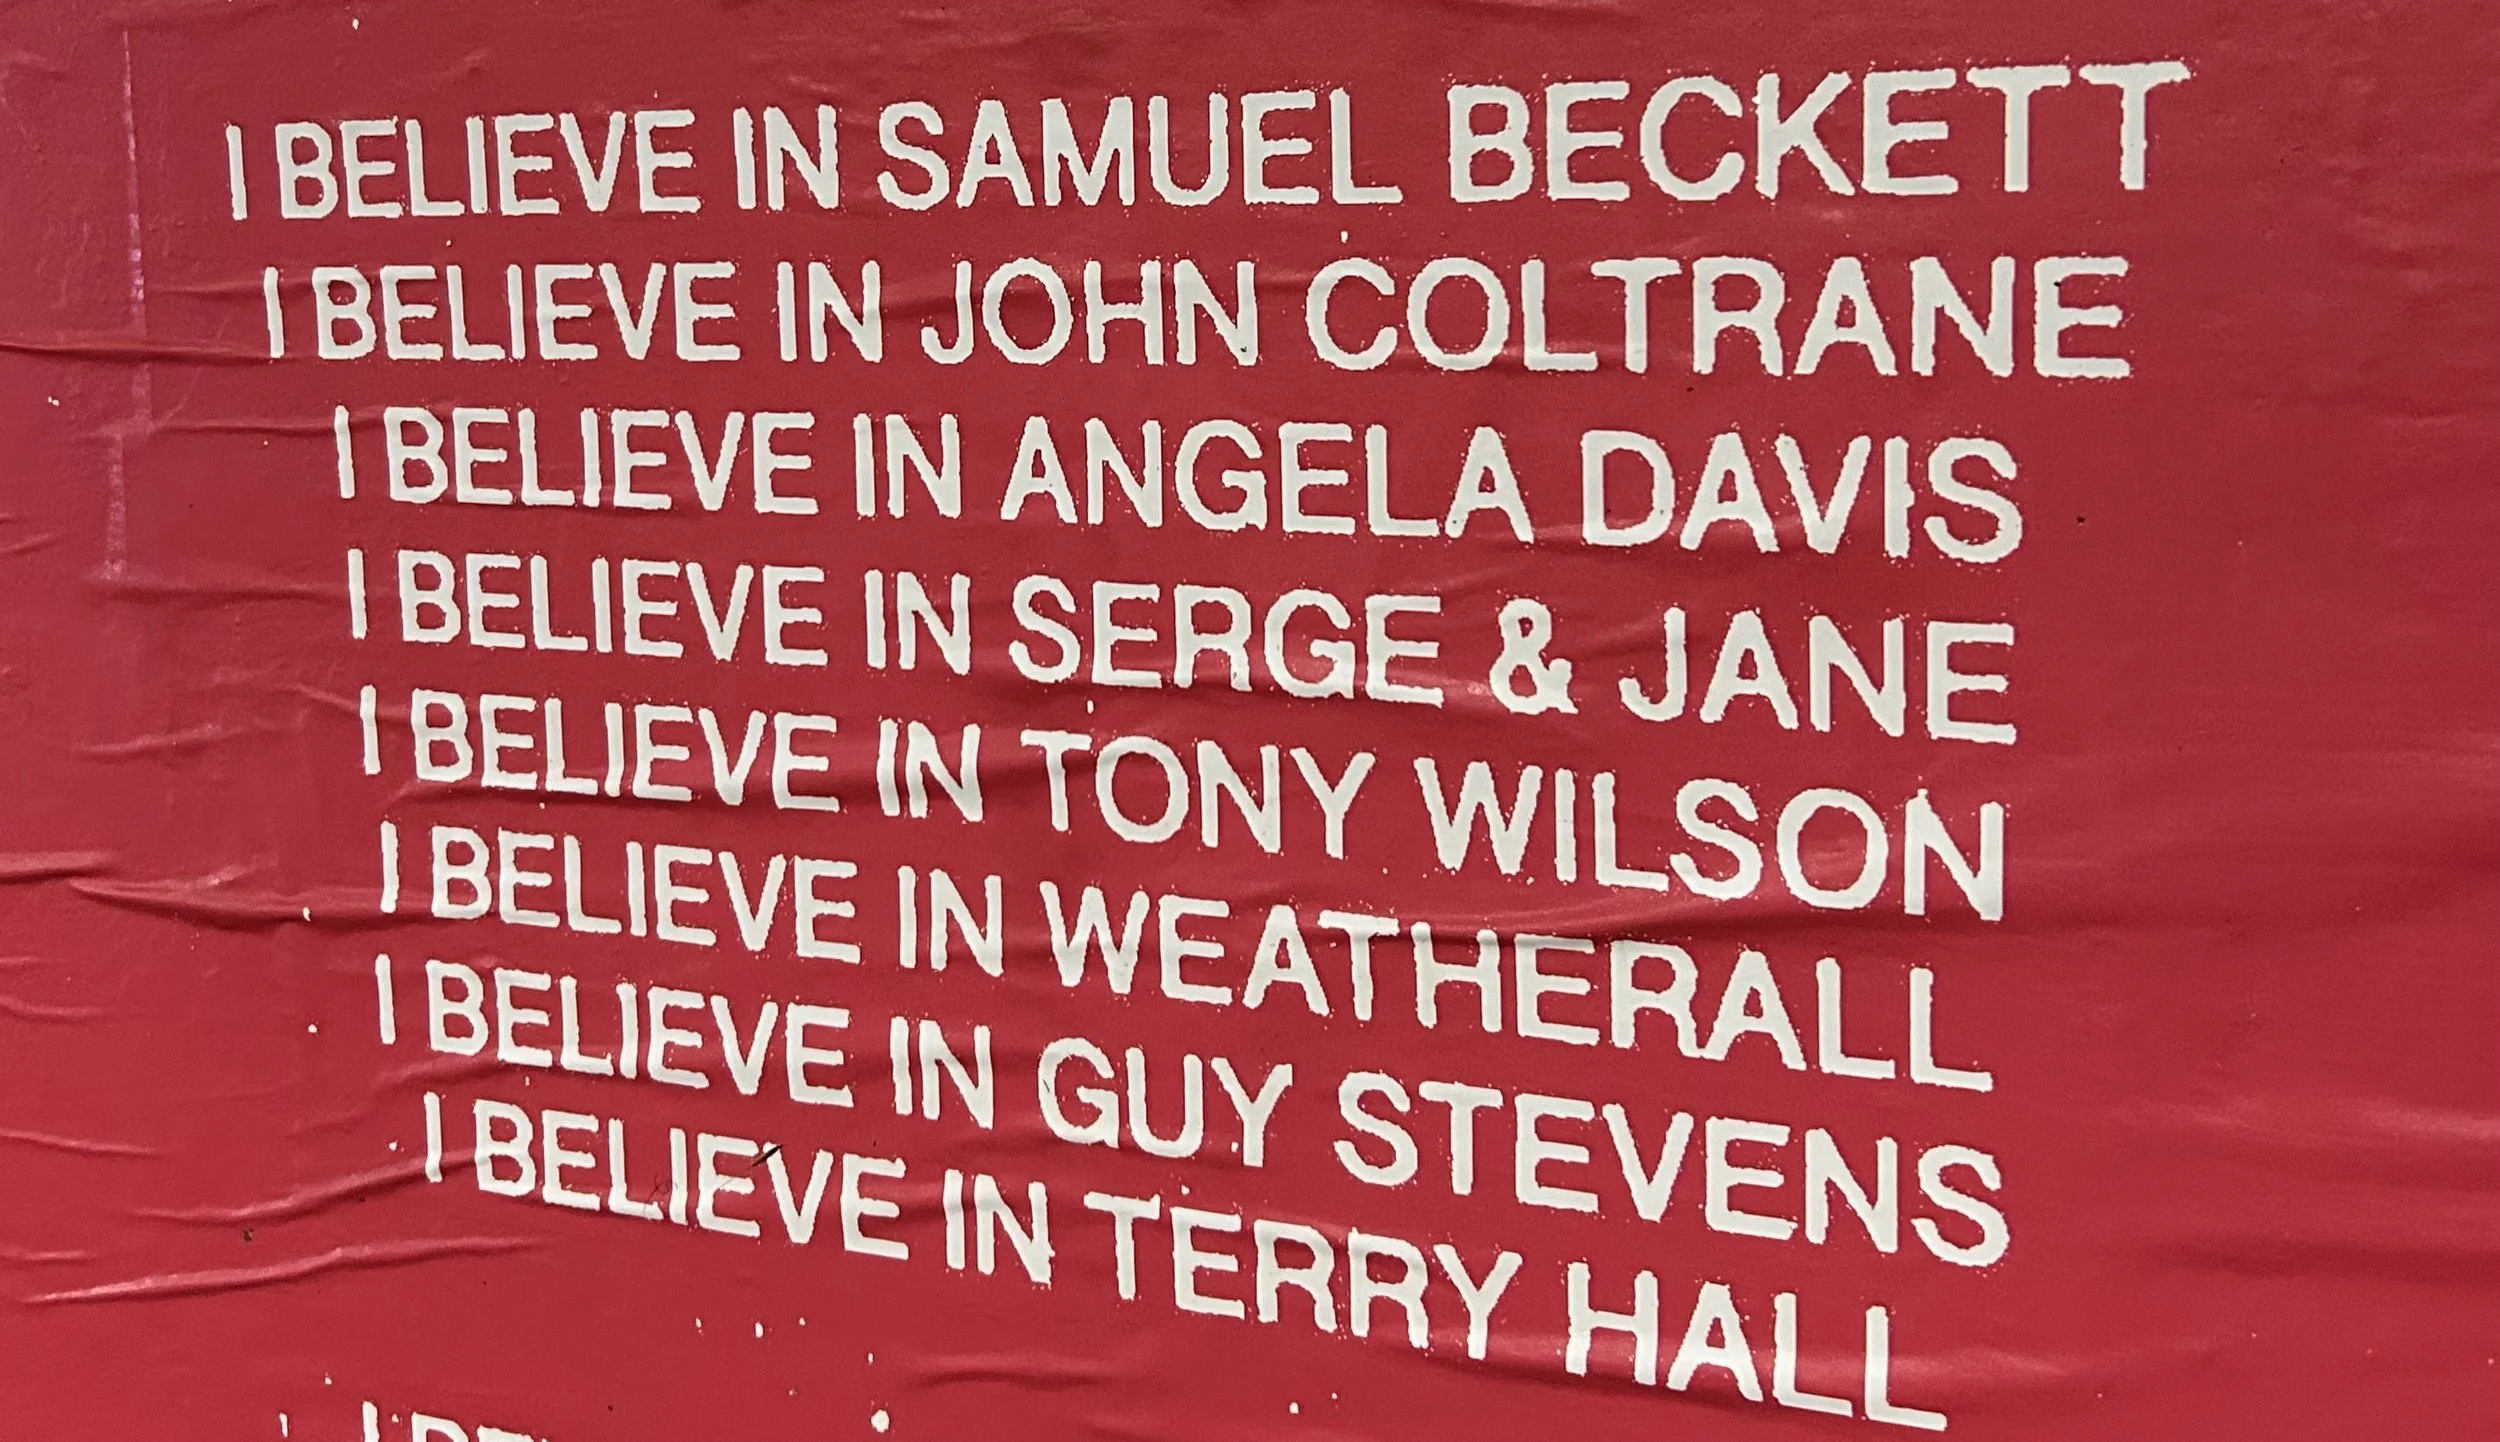 I BELIEVE IN SAMUEL BECKETT
I BELIEVE IN JOHN COLTRANE
I BELIEVE IN ANGELA DAVIS
I BELIEVE IN SERGE & JANE
I BELIEVE IN TONY WILSON
I BELIEVE IN WEATHERALL
I BELIEVE IN GUY STEVENS
I BELIEVE IN TERRY HALL